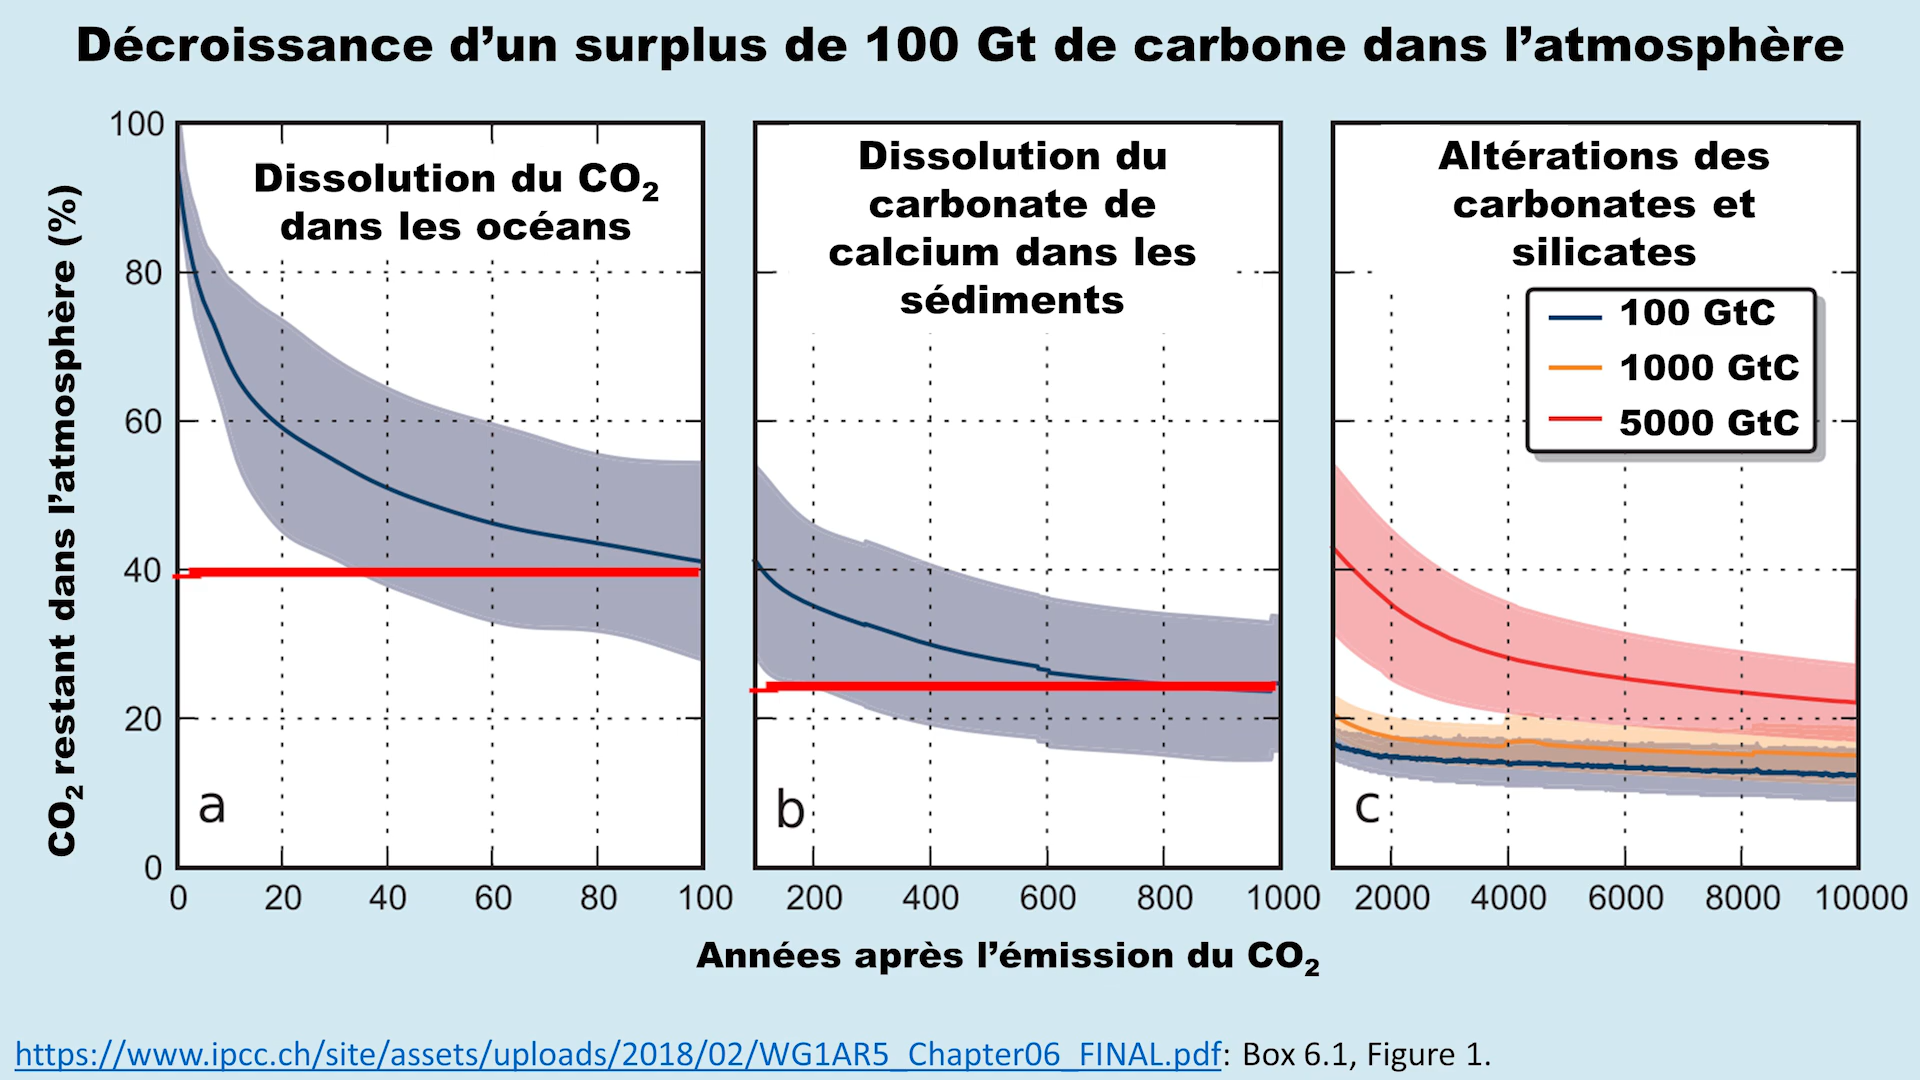 Décroissance d’un surplus de 100 Gt de carbone dans l’atmosphère
CO₂ restant dans l’atmosphère (%)
100
80
60
40
20
0
Dissolution du CO₂
dans les océans
a
0 20 40 60 80 100
Dissolution du
carbonate de
calcium dans les
sédiments
b
200 400 600 800 1000
Altérations des
carbonates et
silicates
100 GtC
1000 GtC
5000 GtC
c
2000 4000 6000 8000 10000
Années après l’émission du CO₂
https://www.ipcc.ch/site/assets/uploads/2018/02/WG1AR5_Chapter06_FINAL.pdf: Box 6.1, Figure 1.